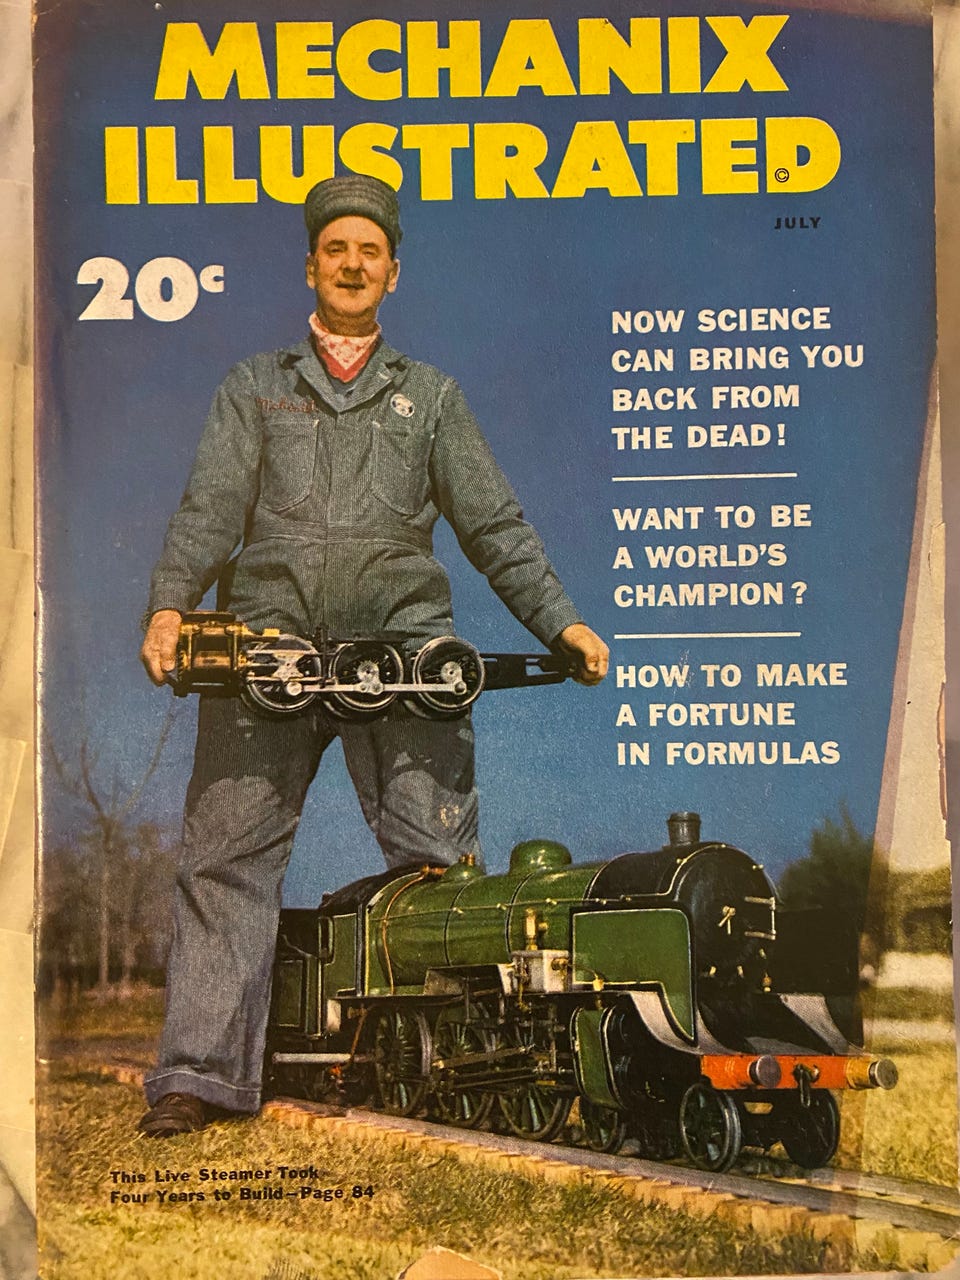 MECHANIX
ILLUSTRATED
©
JULY
20c
NOW SCIENCE
CAN BRING YOU
BACK FROM
THE DEAD!
WANT TO BE
A WORLD'S
CHAMPION?
HOW TO MAKE
A FORTUNE
IN FORMULAS
This Live Steamer Took
Four Years to Build—Page 84